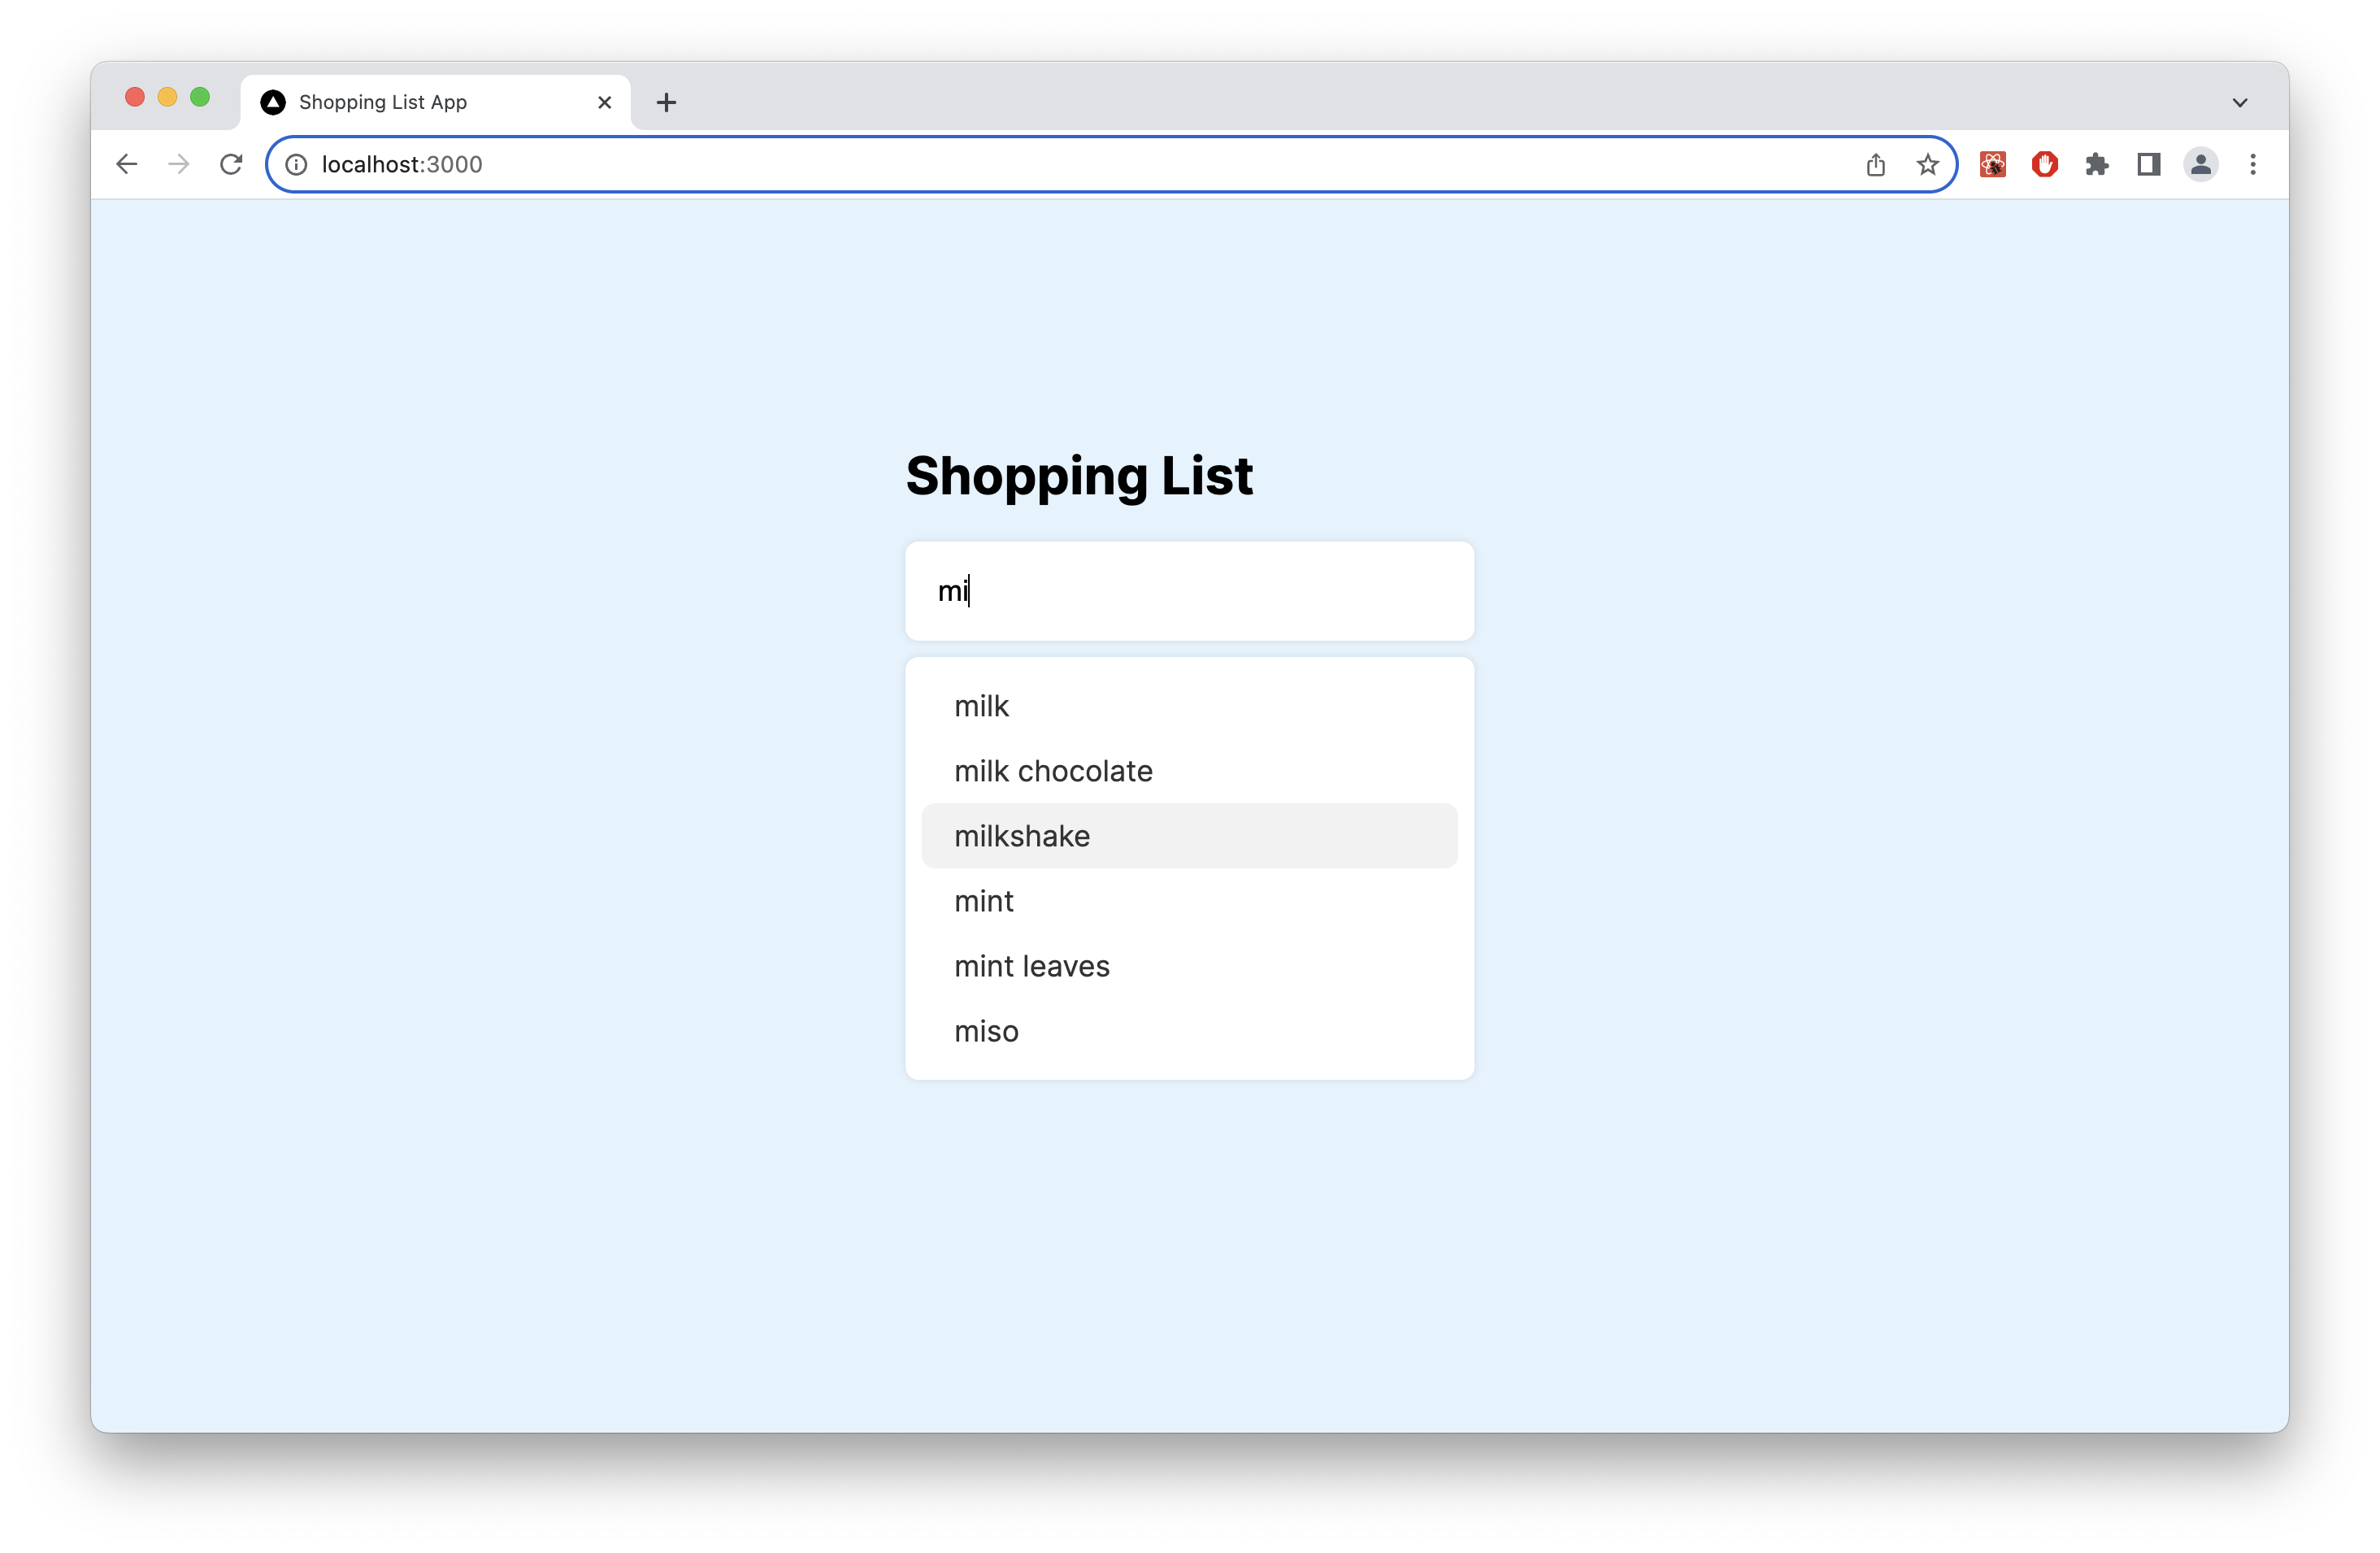 Shopping List App
localhost:3000
Shopping List
mi
milk
milk chocolate
milkshake
mint
mint leaves
miso